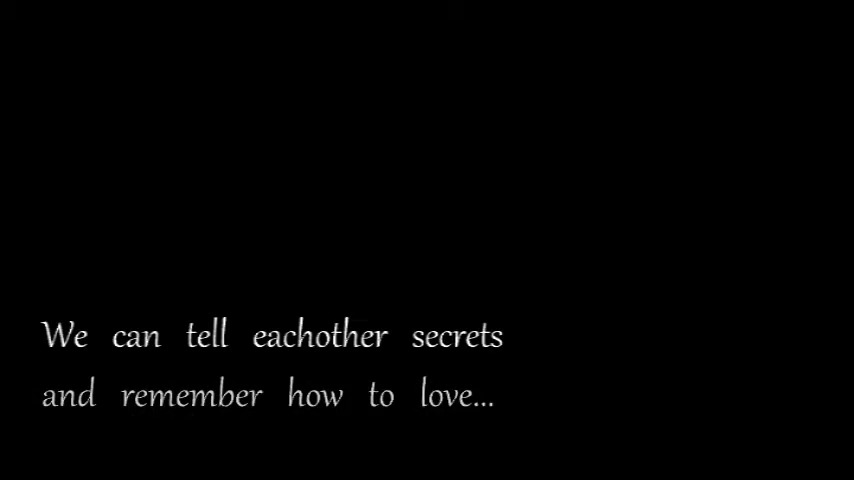 We can tell eachother secrets
and remember how to love...